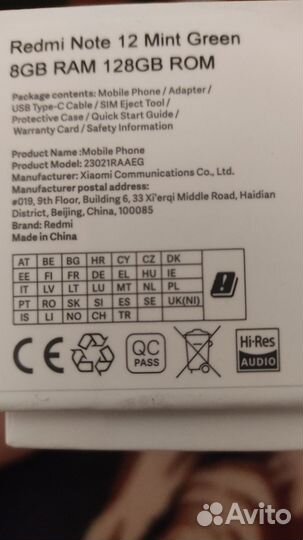 Redmi Note 12 Mint Green
8GB RAM 128GB ROM
Package contents: Mobile Phone / Adapter /
USB Type-C Cable / SIM Eject Tool /
Protective Case / Quick Start Guide /
Warranty Card / Safety Information
Product Name :Mobile Phone
Product Model : 23021RAAEG
Manufacturer: Xiaomi Communications Co., Ltd.
Manufacturer postal address:
#019, 9th Floor, Building 6, 33 Xi'erqi Middle Road, Haidian
District, Beijing, China, 100085
Brand: Redmi
Made in China
AT BE BG HR CY CZ DK
EE FI FR DE EL HU IE
IT LV LT LU MT NL PL
PT RO SK SI ES SE UK(NI)
IS LI NO CH TR
CE
QC
PASS
Hi-Res
AUDIO
Avito